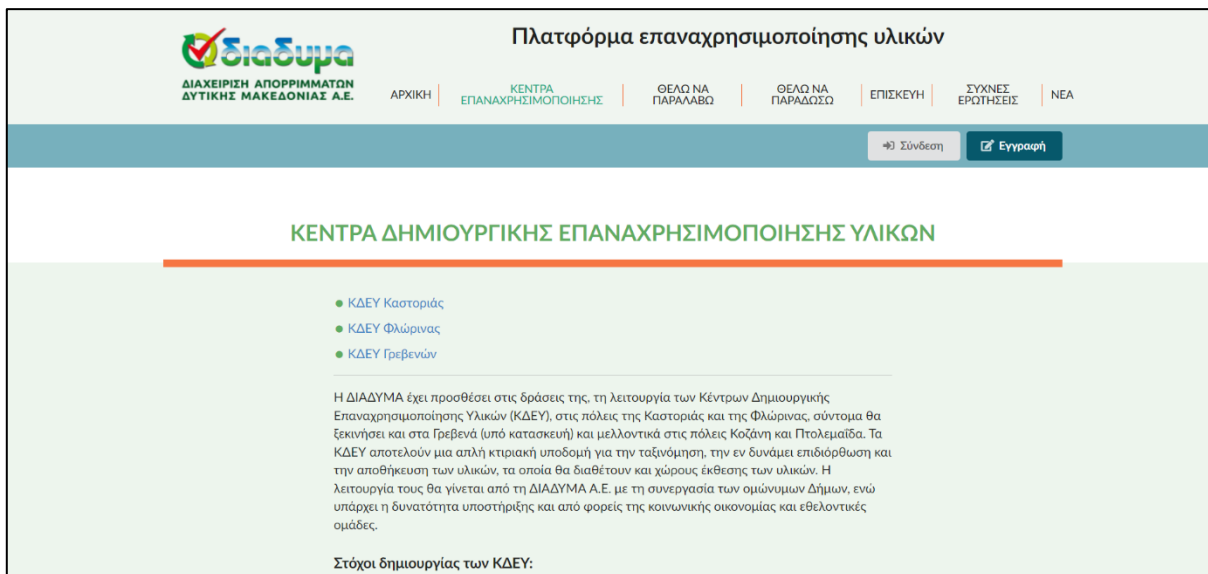 διαδυμα
ΔΙΑΧΕΙΡΙΣΗ ΑΠΟΡΡΙΜΜΑΤΩΝ
ΔΥΤΙΚΗΣ ΜΑΚΕΔΟΝΙΑΣ Α.Ε.
Πλατφόρμα επαναχρησιμοποίησης υλικών
ΑΡΧΙΚΗ
ΚΕΝΤΡΑ
ΕΠΑΝΑΧΡΗΣΙΜΟΠΟΙΗΣΗΣ
ΘΕΛΩ ΝΑ
ΠΑΡΑΛΑΒΩ
ΘΕΛΩ ΝΑ
ΠΑΡΑΔΩΣΩ
ΕΠΙΣΚΕΥΗ
ΣΥΧΝΕΣ
ΕΡΩΤΗΣΕΙΣ
ΝΕΑ
Σύνδεση
Εγγραφή
ΚΕΝΤΡΑ ΔΗΜΙΟΥΡΓΙΚΗΣ ΕΠΑΝΑΧΡΗΣΙΜΟΠΟΙΗΣΗΣ ΥΛΙΚΩΝ
ΚΔΕΥ Καστοριάς
ΚΔΕΥ Φλώρινας
ΚΔΕΥ Γρεβενών
Η ΔΙΑΔΥΜΑ έχει προσθέσει στις δράσεις της, τη λειτουργία των Κέντρων Δημιουργικής
Επαναχρησιμοποίησης Υλικών (ΚΔΕΥ), στις πόλεις της Καστοριάς και της Φλώρινας, σύντομα θα
ξεκινήσει και στα Γρεβενά (υπό κατασκευή) και μελλοντικά στις πόλεις Κοζάνη και Πτολεμαΐδα. Τα
ΚΔΕΥ αποτελούν μια απλή κτιριακή υποδομή για την ταξινόμηση, την εν δυνάμει επιδιόρθωση και
την αποθήκευση των υλικών, τα οποία θα διαθέτουν και χώρους έκθεσης των υλικών. Η
λειτουργία τους θα γίνεται από τη ΔΙΑΔΥΜΑ Α.Ε. με τη συνεργασία των ομώνυμων Δήμων, ενώ
υπάρχει η δυνατότητα υποστήριξης και από φορείς της κοινωνικής οικονομίας και εθελοντικές
ομάδες.
Στόχοι δημιουργίας των ΚΔΕΥ: